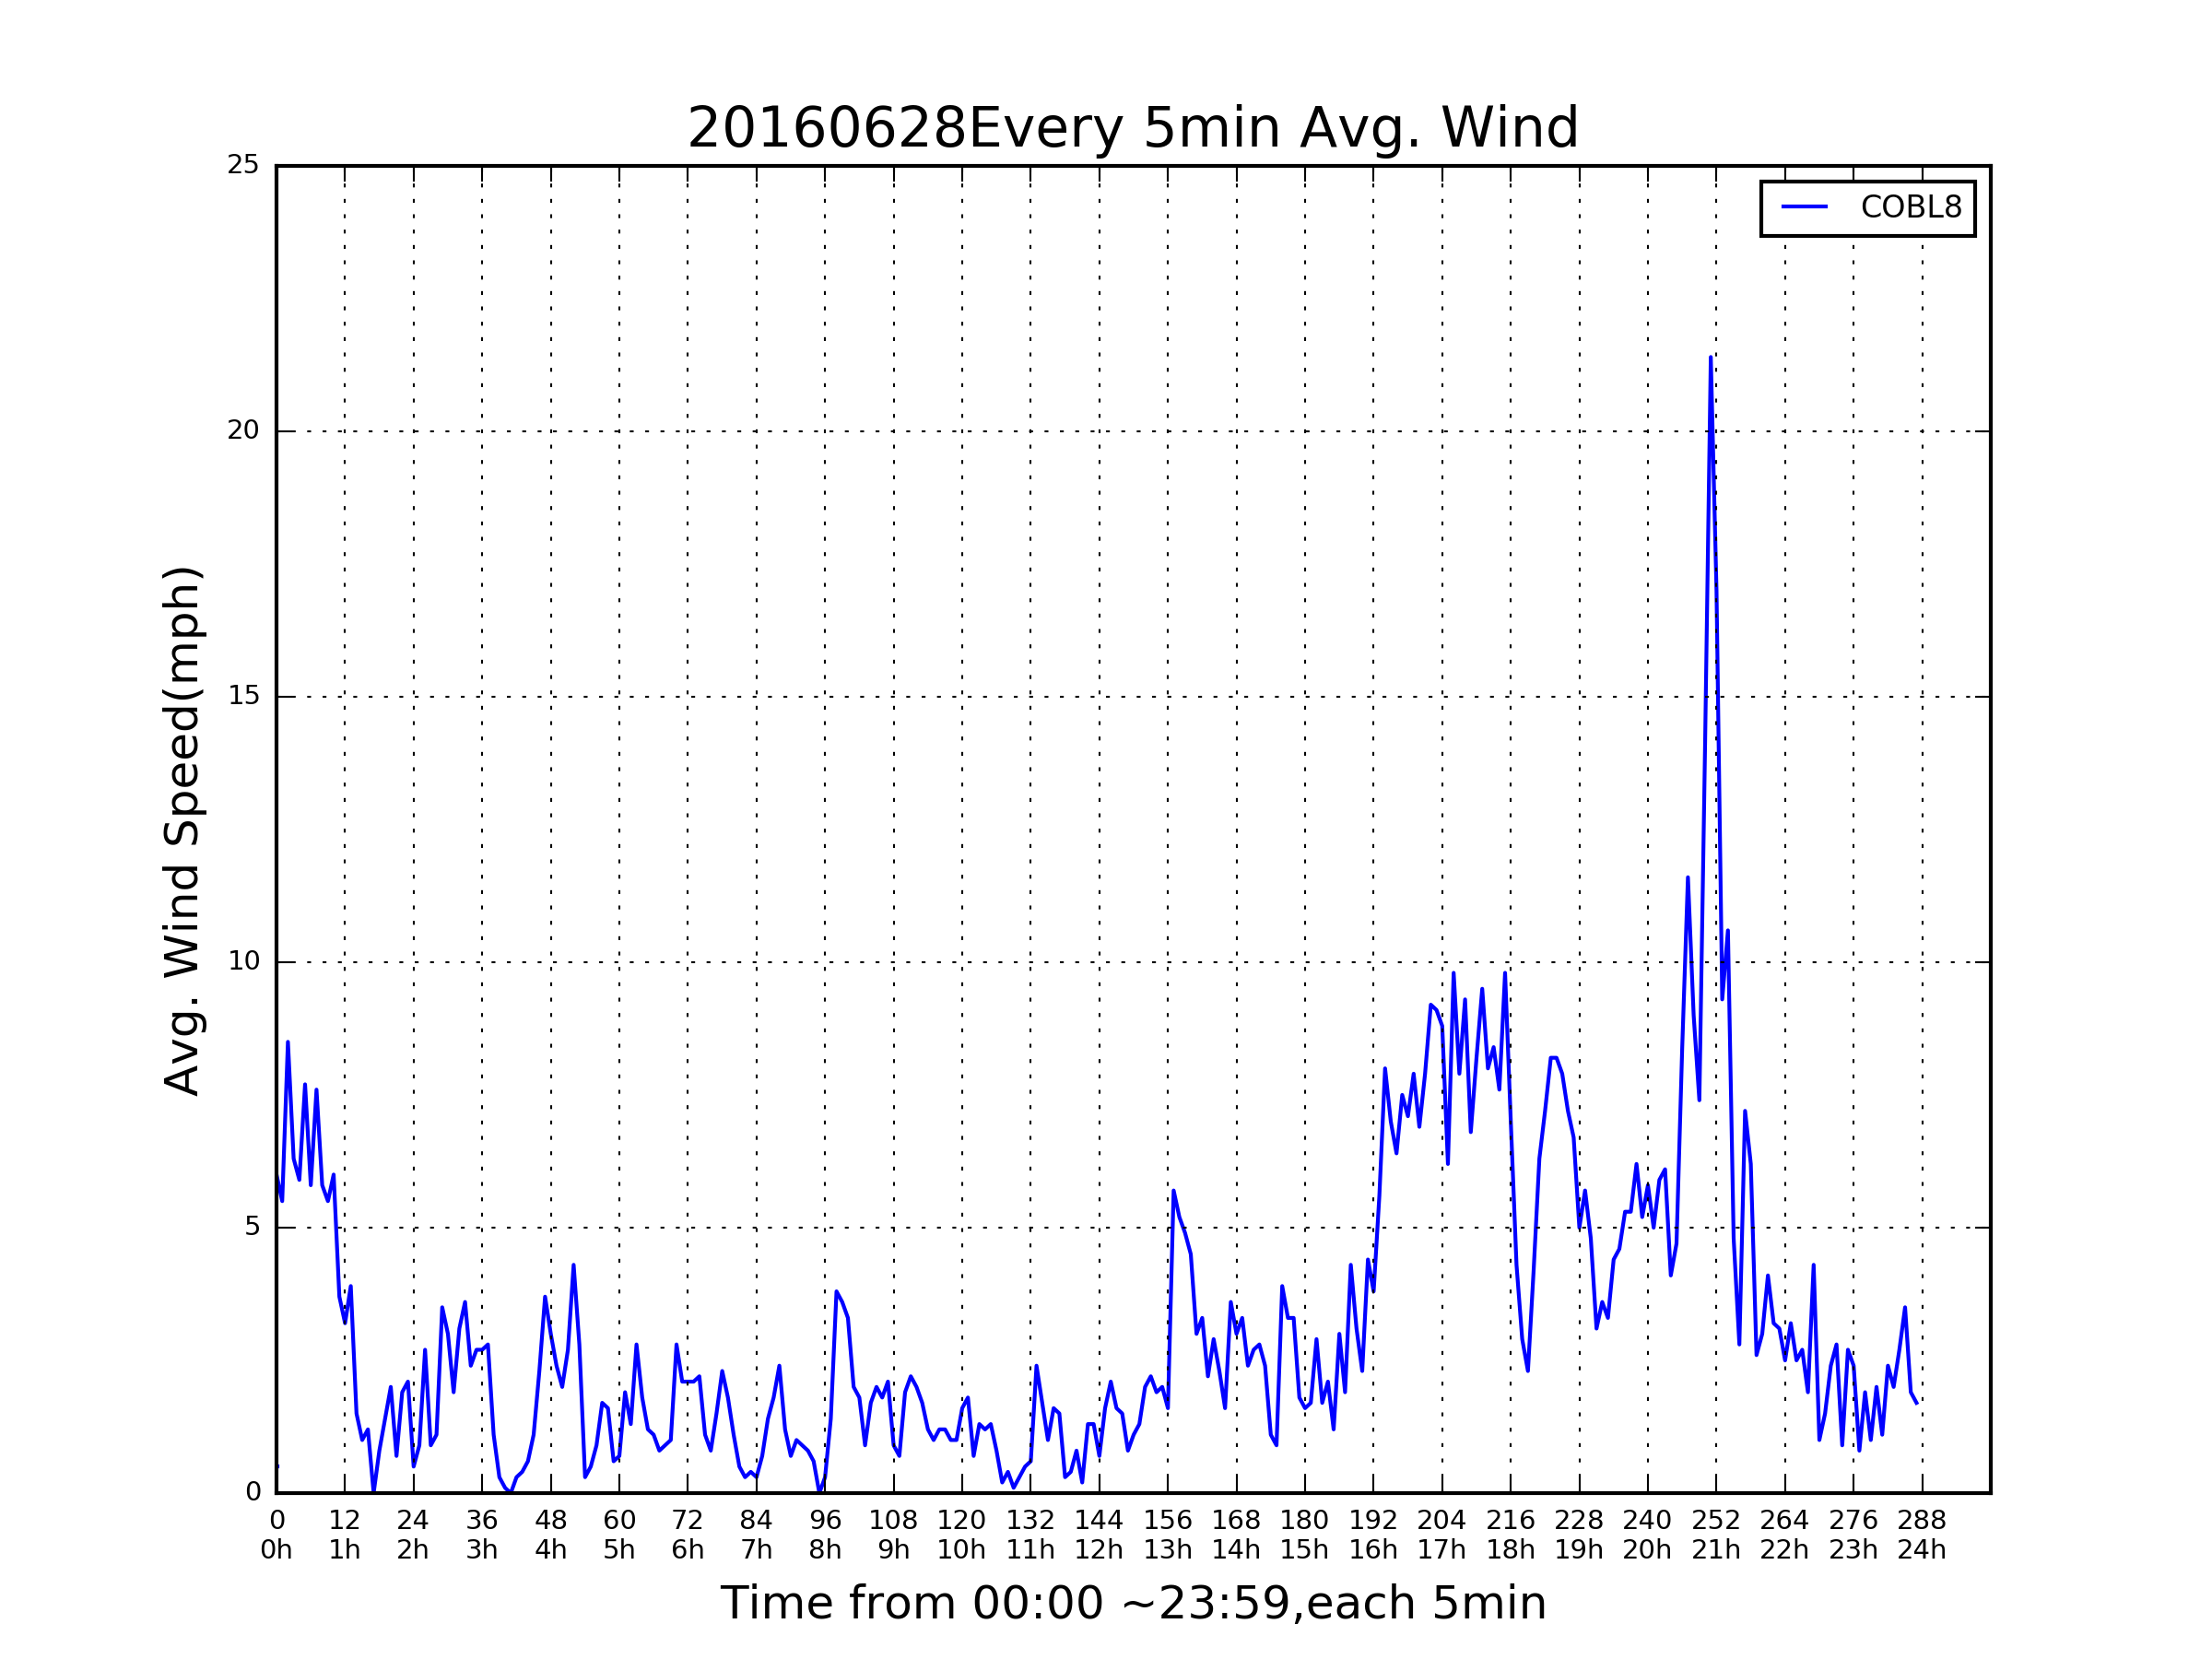 20160628Every 5min Avg. Wind
COBL8
Avg. Wind Speed(mph)
25
20
15
10
5
0
0 12 24 36 48 60 72 84 96 108 120 132 144 156 168 180 192 204 216 228 240 252 264 276 288
0h 1h 2h 3h 4h 5h 6h 7h 8h 9h 10h 11h 12h 13h 14h 15h 16h 17h 18h 19h 20h 21h 22h 23h 24h
Time from 00:00 ~23:59,each 5min